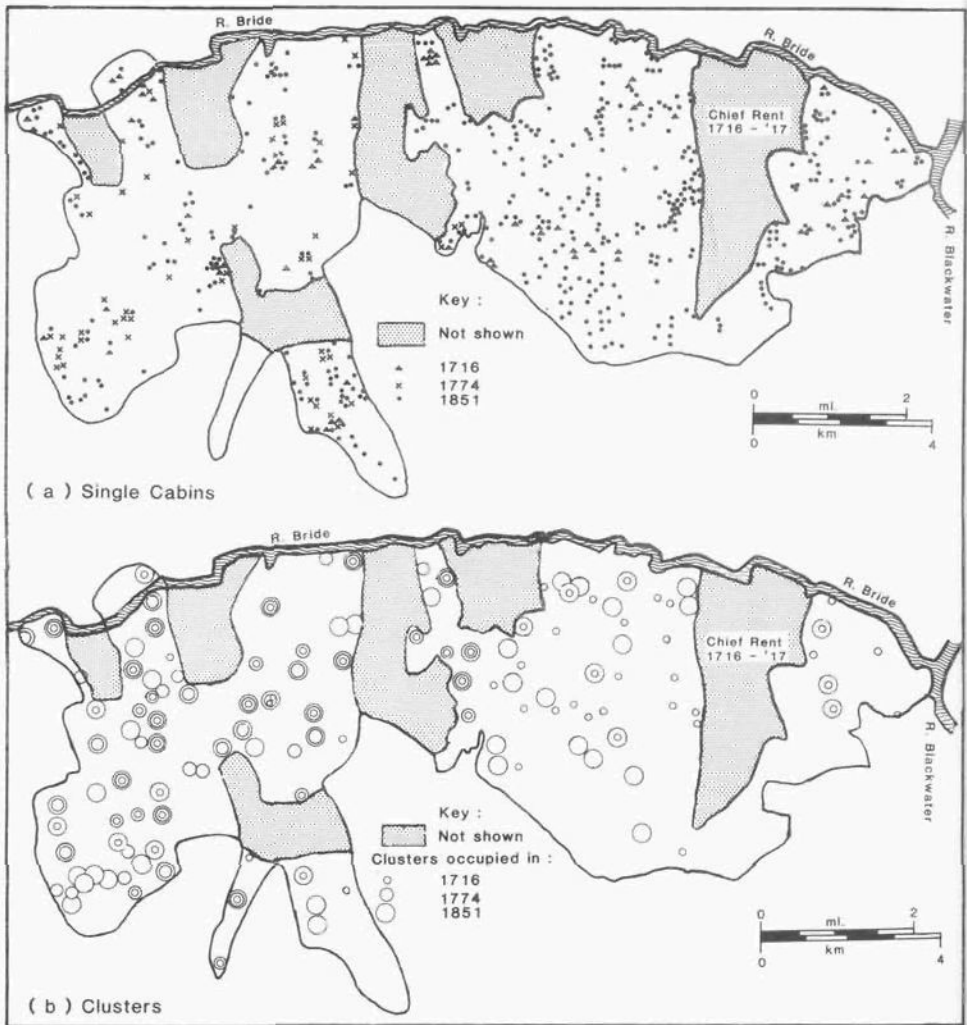 R. Bride
R. Bride
Chief Rent
1716 - '17
R. Blackwater
Key :
Not shown
1716
1774
1851
0 ml. 2
0 km 4
( a ) Single Cabins
R. Bride
R. Bride
Chief Rent
1716 - '17
R. Blackwater
Key :
Not shown
Clusters occupied in :
1716
1774
1851
0 ml. 2
0 km 4
( b ) Clusters